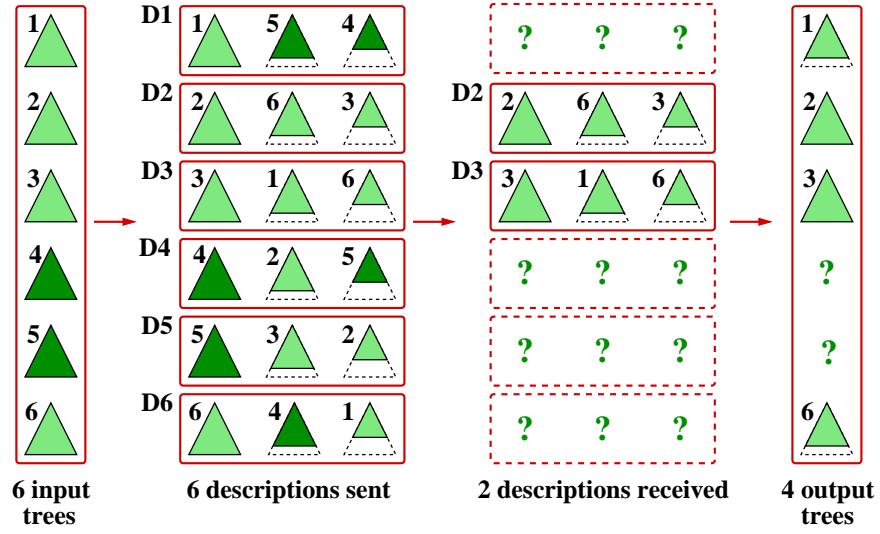 D1
D2
D3
D4
D5
D6
1
2
3
4
5
6
1 5 4
2 6 3
3 1 6
4 2 5
5 3 2
6 4 1
? ? ?
D2
2 6 3
D3
3 1 6
? ? ?
? ? ?
? ? ?
1
2
3
?
?
6
6 input
trees
6 descriptions sent
2 descriptions received
4 output
trees